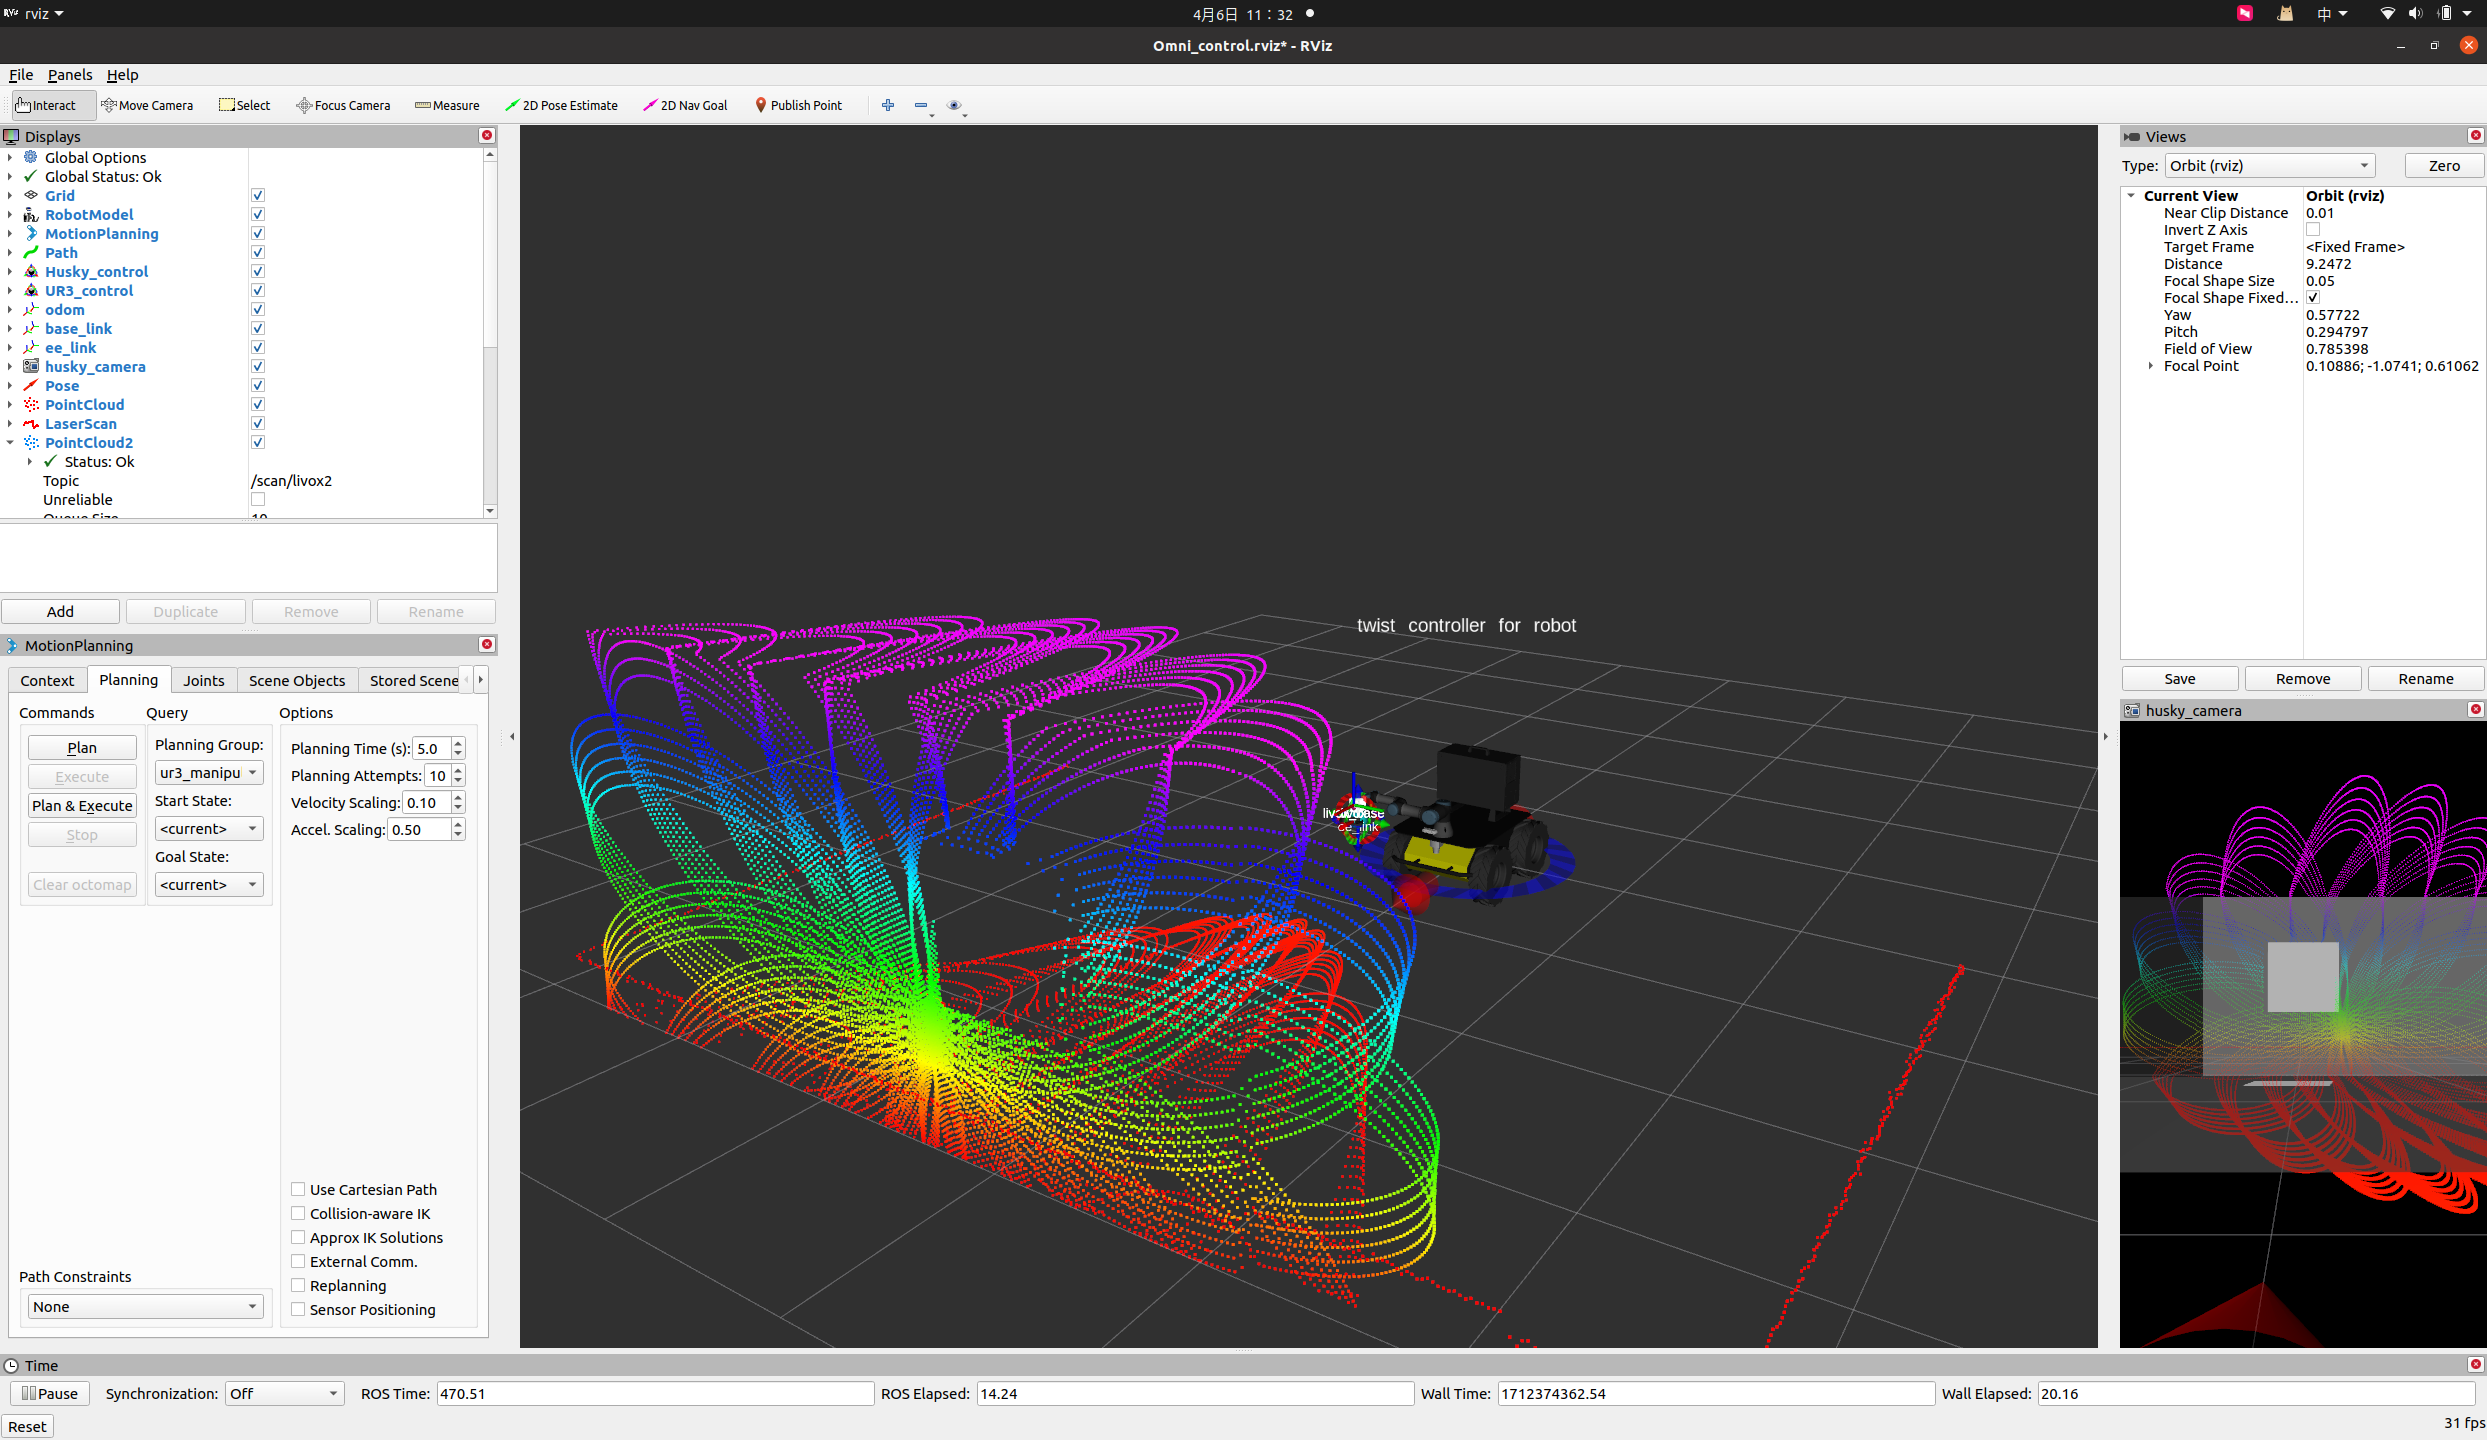 rviz
4月6日 11：32
中
Omni_control.rviz* - RViz
File Panels Help
Interact Move Camera Select Focus Camera Measure 2D Pose Estimate 2D Nav Goal Publish Point
Displays
Global Options
Global Status: Ok
Grid
RobotModel
MotionPlanning
Path
Husky_control
UR3_control
odom
base_link
ee_link
husky_camera
Pose
PointCloud
LaserScan
PointCloud2
Status: Ok
Topic /scan/livox2
Unreliable
Queue Size 10
Add Duplicate Remove Rename
MotionPlanning
Context Planning Joints Scene Objects Stored Scene
Commands Query Options
Plan
Execute
Plan & Execute
Stop
Clear octomap
Planning Group:
ur3_manipu
Start State:
<current>
Goal State:
<current>
Planning Time (s): 5.0
Planning Attempts: 10
Velocity Scaling: 0.10
Accel. Scaling: 0.50
Use Cartesian Path
Collision-aware IK
Approx IK Solutions
External Comm.
Replanning
Sensor Positioning
Path Constraints
None
twist controller for robot
Views
Type: Orbit (rviz) Zero
Current View Orbit (rviz)
Near Clip Distance 0.01
Invert Z Axis
Target Frame <Fixed Frame>
Distance 9.2472
Focal Shape Size 0.05
Focal Shape Fixed...
Yaw 0.57722
Pitch 0.294797
Field of View 0.785398
Focal Point 0.10886; -1.0741; 0.61062
Save Remove Rename
husky_camera
Time
Pause Synchronization: Off ROS Time: 470.51 ROS Elapsed: 14.24 Wall Time: 1712374362.54 Wall Elapsed: 20.16
Reset 31 fps